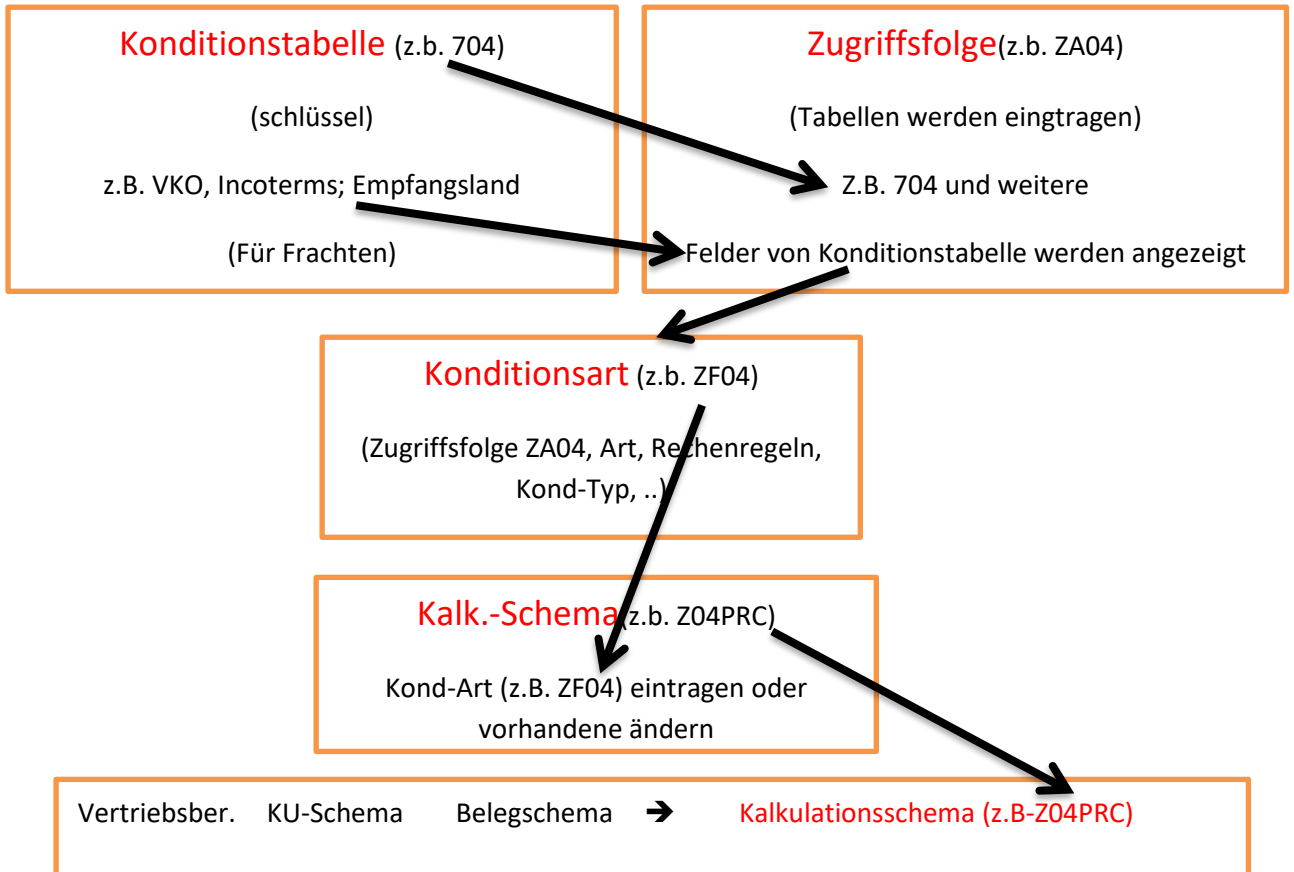 Konditionstabelle (z.b. 704)
(schlüssel)
z.B. VKO, Incoterms; Empfangsland
(Für Frachten)
Zugriffsfolge(z.b. ZA04)
(Tabellen werden eingtragen)
Z.B. 704 und weitere
Felder von Konditionstabelle werden angezeigt
Konditionsart (z.b. ZF04)
(Zugriffsfolge ZA04, Art, Rechenregeln,
Kond-Typ, ..)
Kalk.-Schema(z.b. Z04PRC)
Kond-Art (z.B. ZF04) eintragen oder
vorhandene ändern
Vertriebsber. KU-Schema Belegschema → Kalkulationsschema (z.B-Z04PRC)